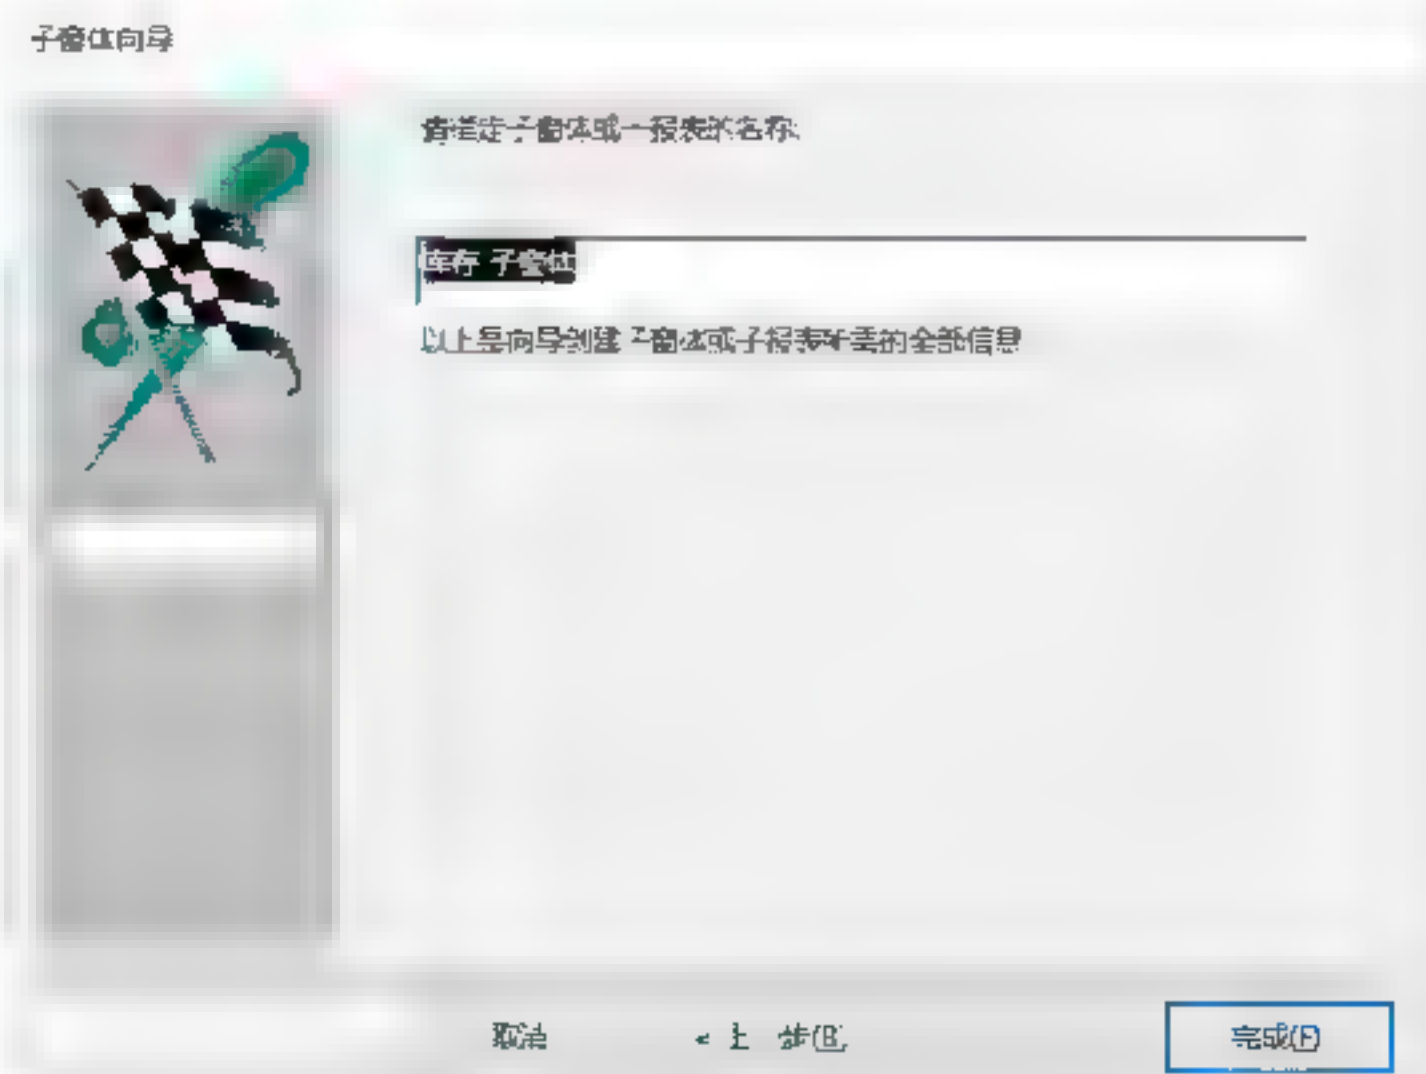 子窗体向导
请指定子窗体或子报表的名称:
库存 子窗体
以上是向导创建子窗体或子报表所需的全部信息
取消
< 上一步(B)
完成(F)